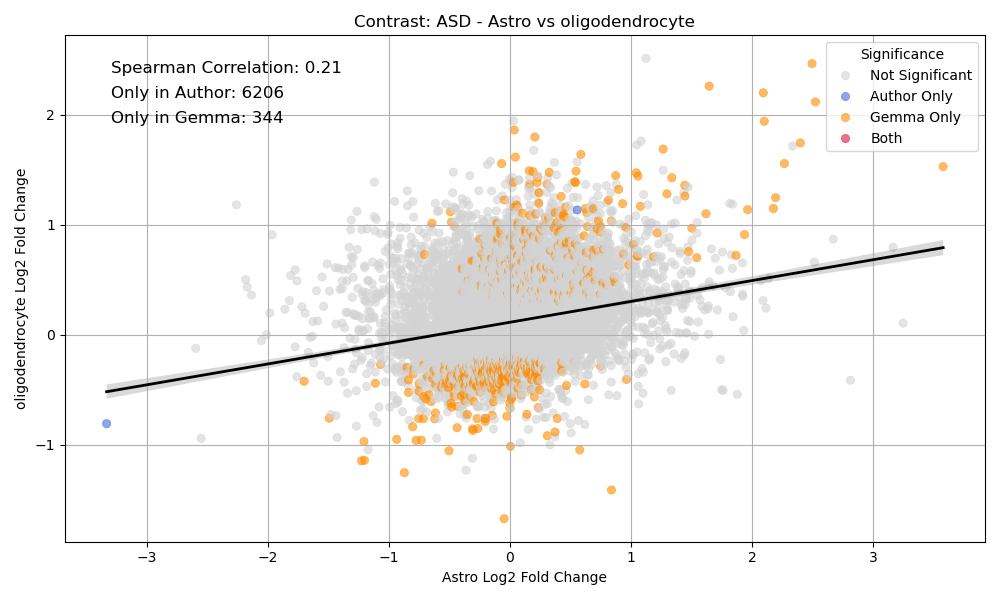 Contrast: ASD - Astro vs oligodendrocyte
Spearman Correlation: 0.21
Only in Author: 6206
Only in Gemma: 344
Significance
Not Significant
Author Only
Gemma Only
Both
oligodendrocyte Log2 Fold Change
2
1
0
−1
−3
−2
−1
0
1
2
3
Astro Log2 Fold Change